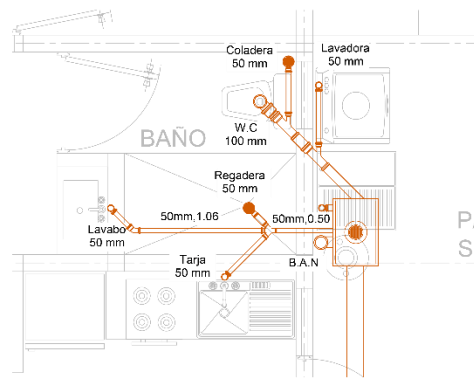 Coladera
50 mm
Lavadora
50 mm
W.C
100 mm
BAÑO
Regadera
50 mm
50mm,1.06
50mm,0.50
Lavabo
50 mm
Tarja
50 mm
B.A.N
P.
S